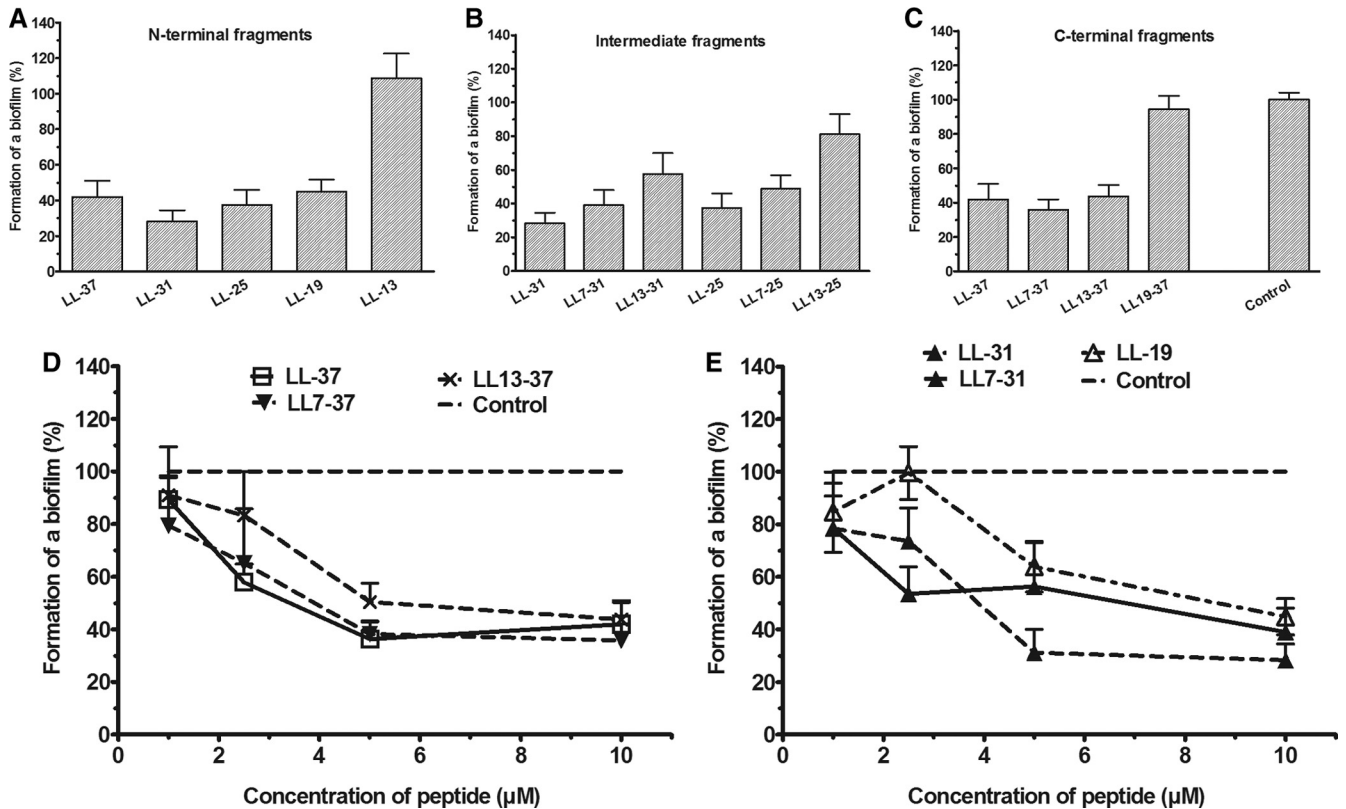 A
N-terminal fragments
Formation of a biofilm (%)
140
120
100
80
60
40
20
0
LL-37
LL-31
LL-25
LL-19
LL-13
B
Intermediate fragments
Formation of a biofilm (%)
140
120
100
80
60
40
20
0
LL-31
LL7-31
LL13-31
LL-25
LL7-25
LL13-25
C
C-terminal fragments
Formation of a biofilm (%)
140
120
100
80
60
40
20
0
LL-37
LL7-37
LL13-37
LL19-37
Control
D
LL-37
LL7-37
LL13-37
Control
Formation of a biofilm (%)
140
120
100
80
60
40
20
0
0 2 4 6 8 10
Concentration of peptide (µM)
E
LL-31
LL7-31
LL-19
Control
Formation of a biofilm (%)
140
120
100
80
60
40
20
0
0 2 4 6 8 10
Concentration of peptide (µM)